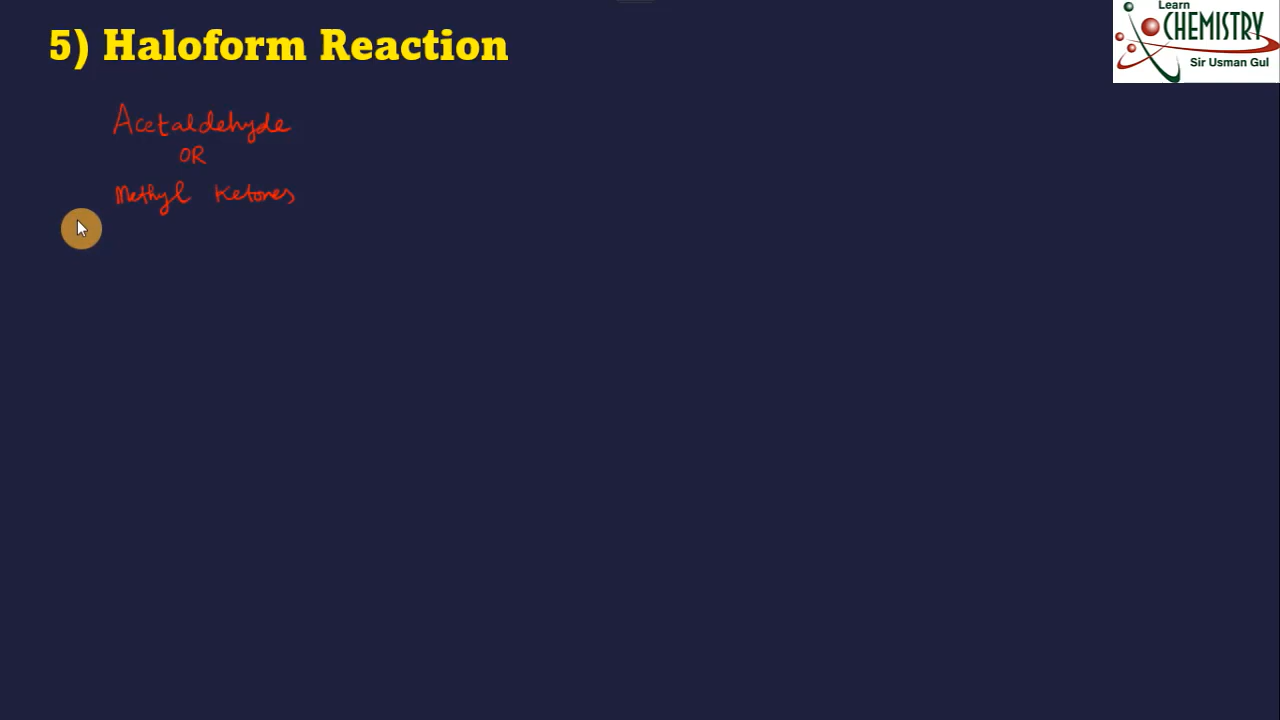 5) Haloform Reaction
Learn
CHEMISTRY
Sir Usman Gul
Acetaldehyde
OR
Methyl Ketones